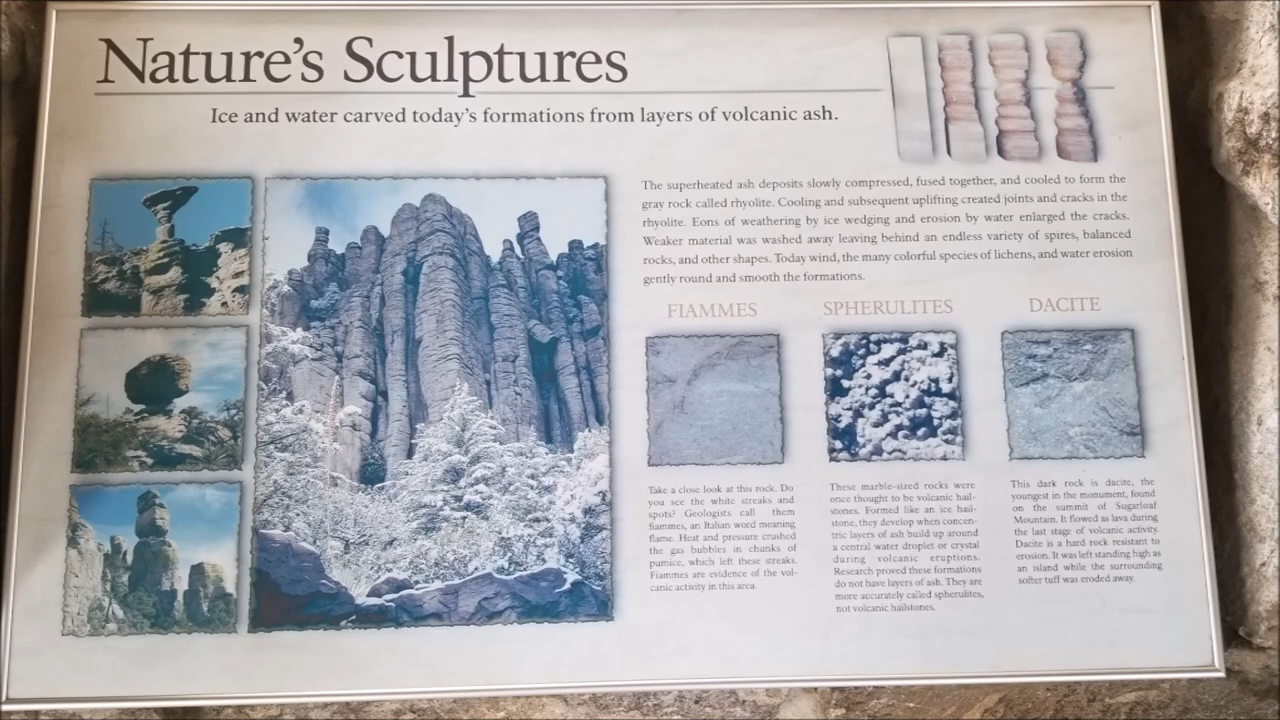 Nature's Sculptures
Ice and water carved today's formations from layers of volcanic ash.
The superheated ash deposits slowly compressed, fused together, and cooled to form the
gray rock called rhyolite. Cooling and subsequent uplifting created joints and cracks in the
rhyolite. Eons of weathering by ice wedging and erosion by water enlarged the cracks.
Weaker material was washed away leaving behind an endless variety of spires, balanced
rocks, and other shapes. Today wind, the many colorful species of lichens, and water erosion
gently round and smooth the formations.
FIAMMES
Take a close look at this rock. Do
you see the white streaks and
spots? Geologists call them
fiammes, an Italian word meaning
flame. Heat and pressure crushed
the gas bubbles in chunks of
pumice, which left these streaks.
Fiammes are evidence of the vol-
canic activity in this area.
SPHERULITES
These marble-sized rocks were
once thought to be volcanic hail-
stones. Formed like an ice hail-
stone, they develop when concen-
tric layers of ash build up around
a central water droplet or crystal
during volcanic eruptions.
Research proved these formations
do not have layers of ash. They are
more accurately called spherulites,
not volcanic hailstones.
DACITE
This dark rock is dacite, the
youngest in the monument, found
on the summit of Sugarloaf
Mountain. It flowed as lava during
the last stage of volcanic activity.
Dacite is a hard rock resistant to
erosion. It was left standing high as
an island while the surrounding
softer tuff was eroded away.